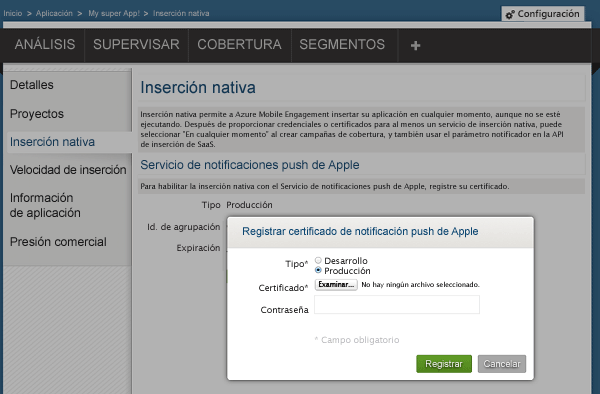 Inicio > Aplicación > My super App! > Inserción nativa
Configuración
ANÁLISIS SUPERVISAR COBERTURA SEGMENTOS +
Detalles
Proyectos
Inserción nativa
Velocidad de inserción
Información
de aplicación
Presión comercial
Inserción nativa
Inserción nativa permite a Azure Mobile Engagement insertar su aplicación en cualquier momento, aunque no se esté
ejecutando. Después de proporcionar credenciales o certificados para al menos un servicio de inserción nativa, puede
seleccionar "En cualquier momento" al crear campañas de cobertura, y también usar el parámetro notificador en la API
de inserción de SaaS.
Servicio de notificaciones push de Apple
Para habilitar la inserción nativa con el Servicio de notificaciones push de Apple, registre su certificado.
Tipo Producción
Id. de agrupación
Expiración
Registrar certificado de notificación push de Apple
Tipo* Desarrollo
Producción
Certificado* Examinar... No hay ningún archivo seleccionado.
Contraseña
* Campo obligatorio
Registrar Cancelar